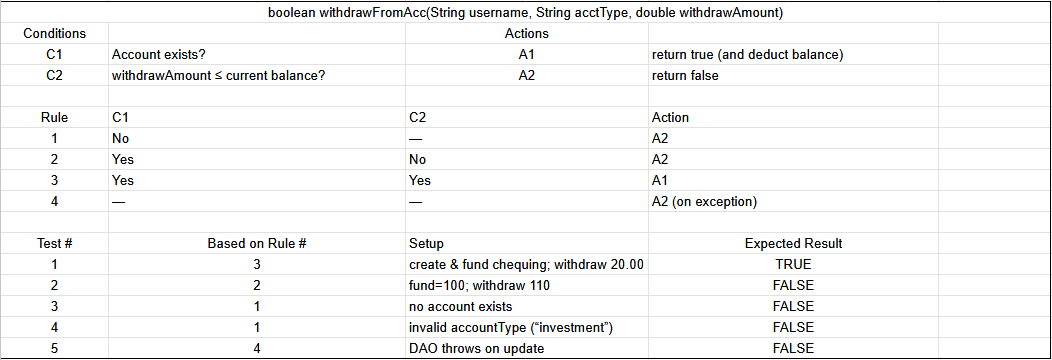 boolean withdrawFromAcc(String username, String acctType, double withdrawAmount)
Conditions Actions
C1 Account exists? A1 return true (and deduct balance)
C2 withdrawAmount ≤ current balance? A2 return false
Rule C1 C2 Action
1 No — A2
2 Yes No A2
3 Yes Yes A1
4 — — A2 (on exception)
Test # Based on Rule # Setup Expected Result
1 3 create & fund chequing; withdraw 20.00 TRUE
2 2 fund=100; withdraw 110 FALSE
3 1 no account exists FALSE
4 1 invalid accountType (“investment”) FALSE
5 4 DAO throws on update FALSE